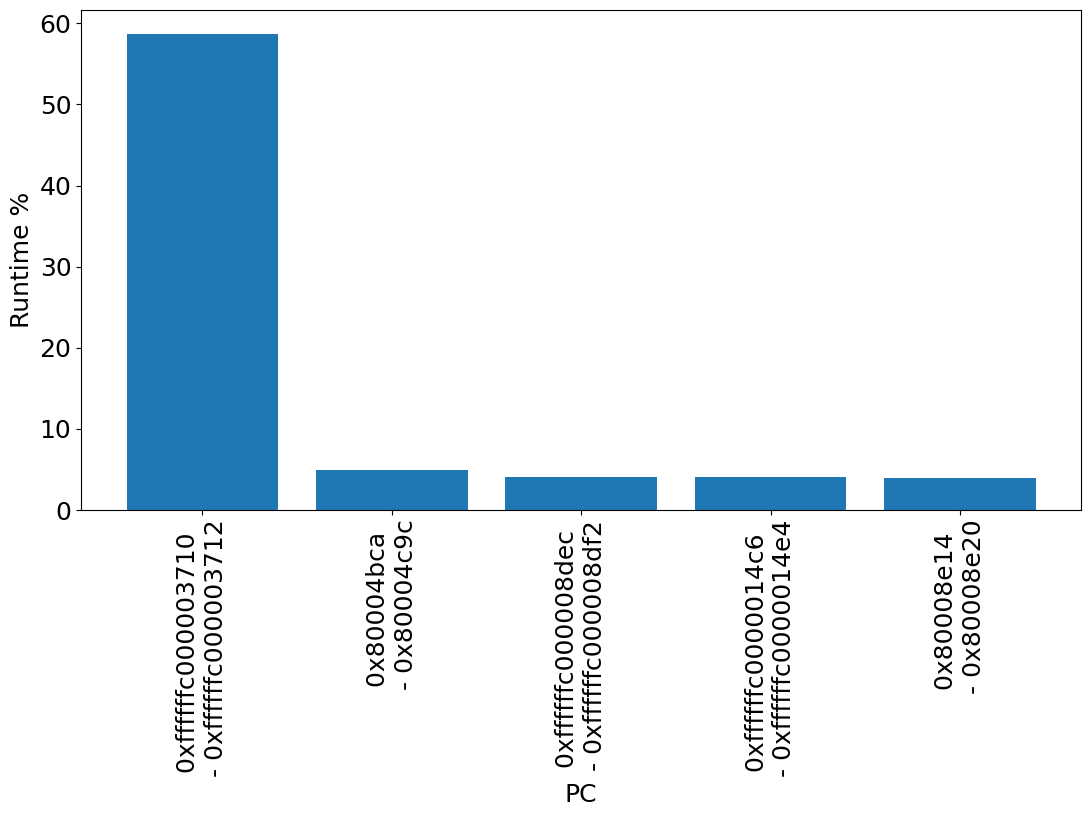 60
50
40
30
20
10
0
Runtime %
0xffffffc000003710
- 0xffffffc000003712
0x80004bca
- 0x80004c9c
0xffffffc000008dec
- 0xffffffc000008df2
0xffffffc0000014c6
- 0xffffffc0000014e4
0x80008e14
- 0x80008e20
PC